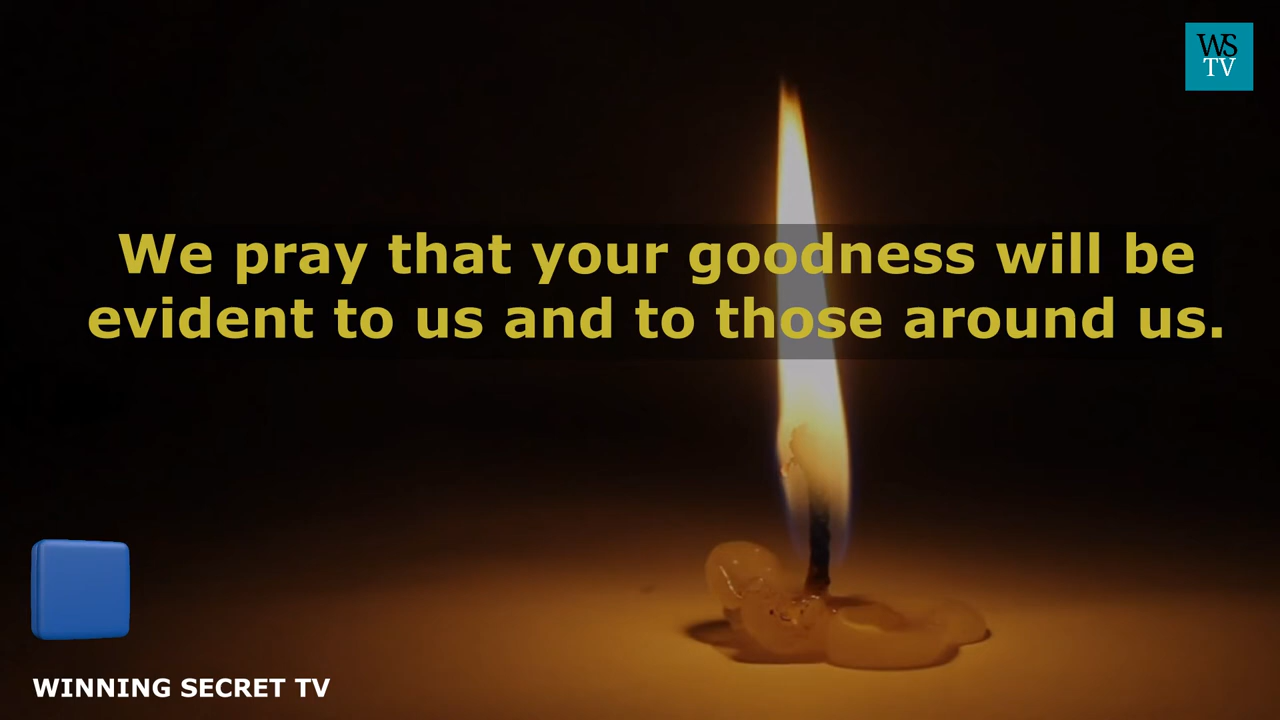 WS
TV
We pray that your goodness will be
evident to us and to those around us.
WINNING SECRET TV